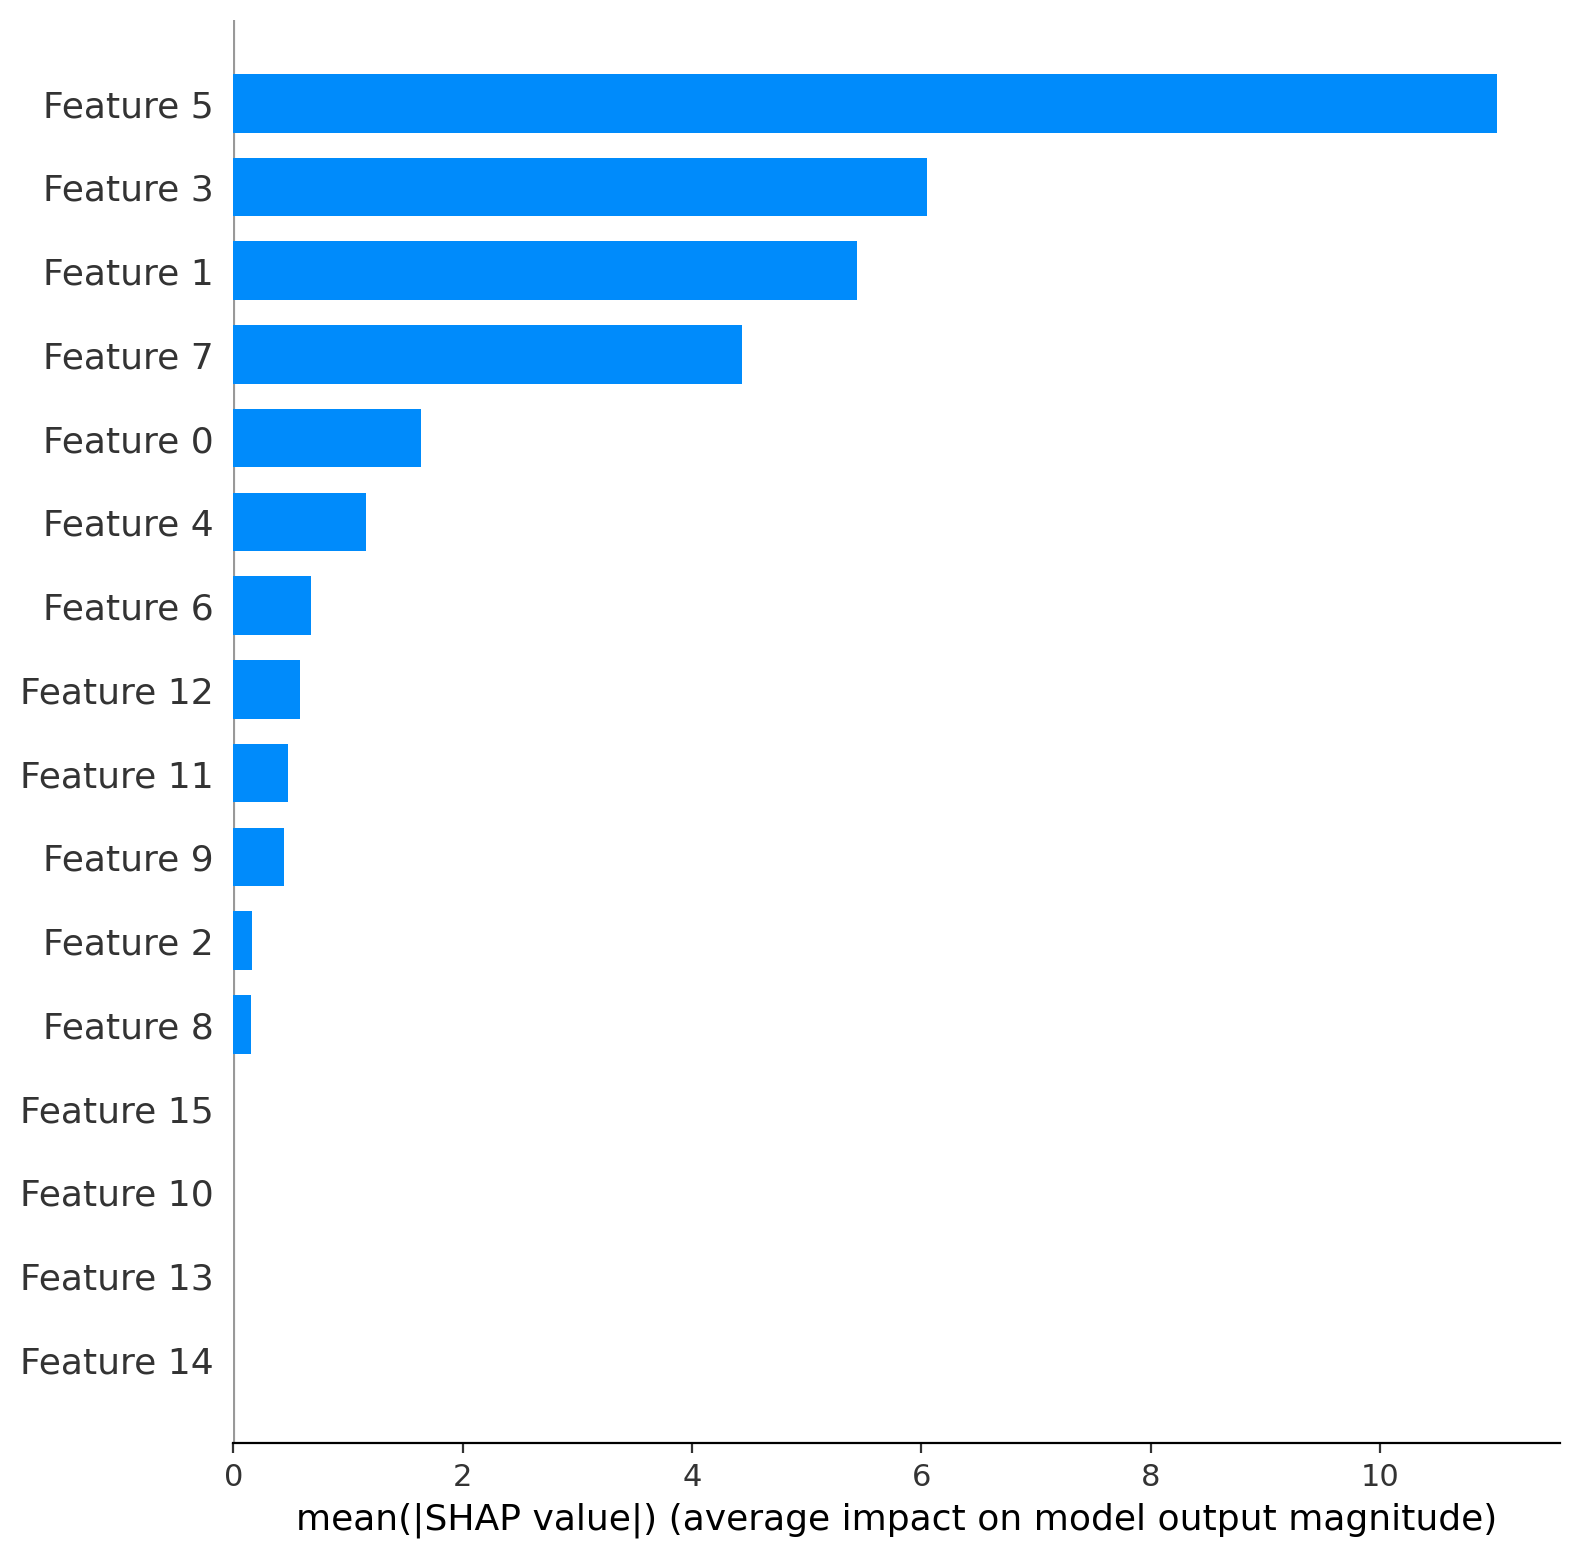 Feature 5
Feature 3
Feature 1
Feature 7
Feature 0
Feature 4
Feature 6
Feature 12
Feature 11
Feature 9
Feature 2
Feature 8
Feature 15
Feature 10
Feature 13
Feature 14
0 2 4 6 8 10
mean(|SHAP value|) (average impact on model output magnitude)